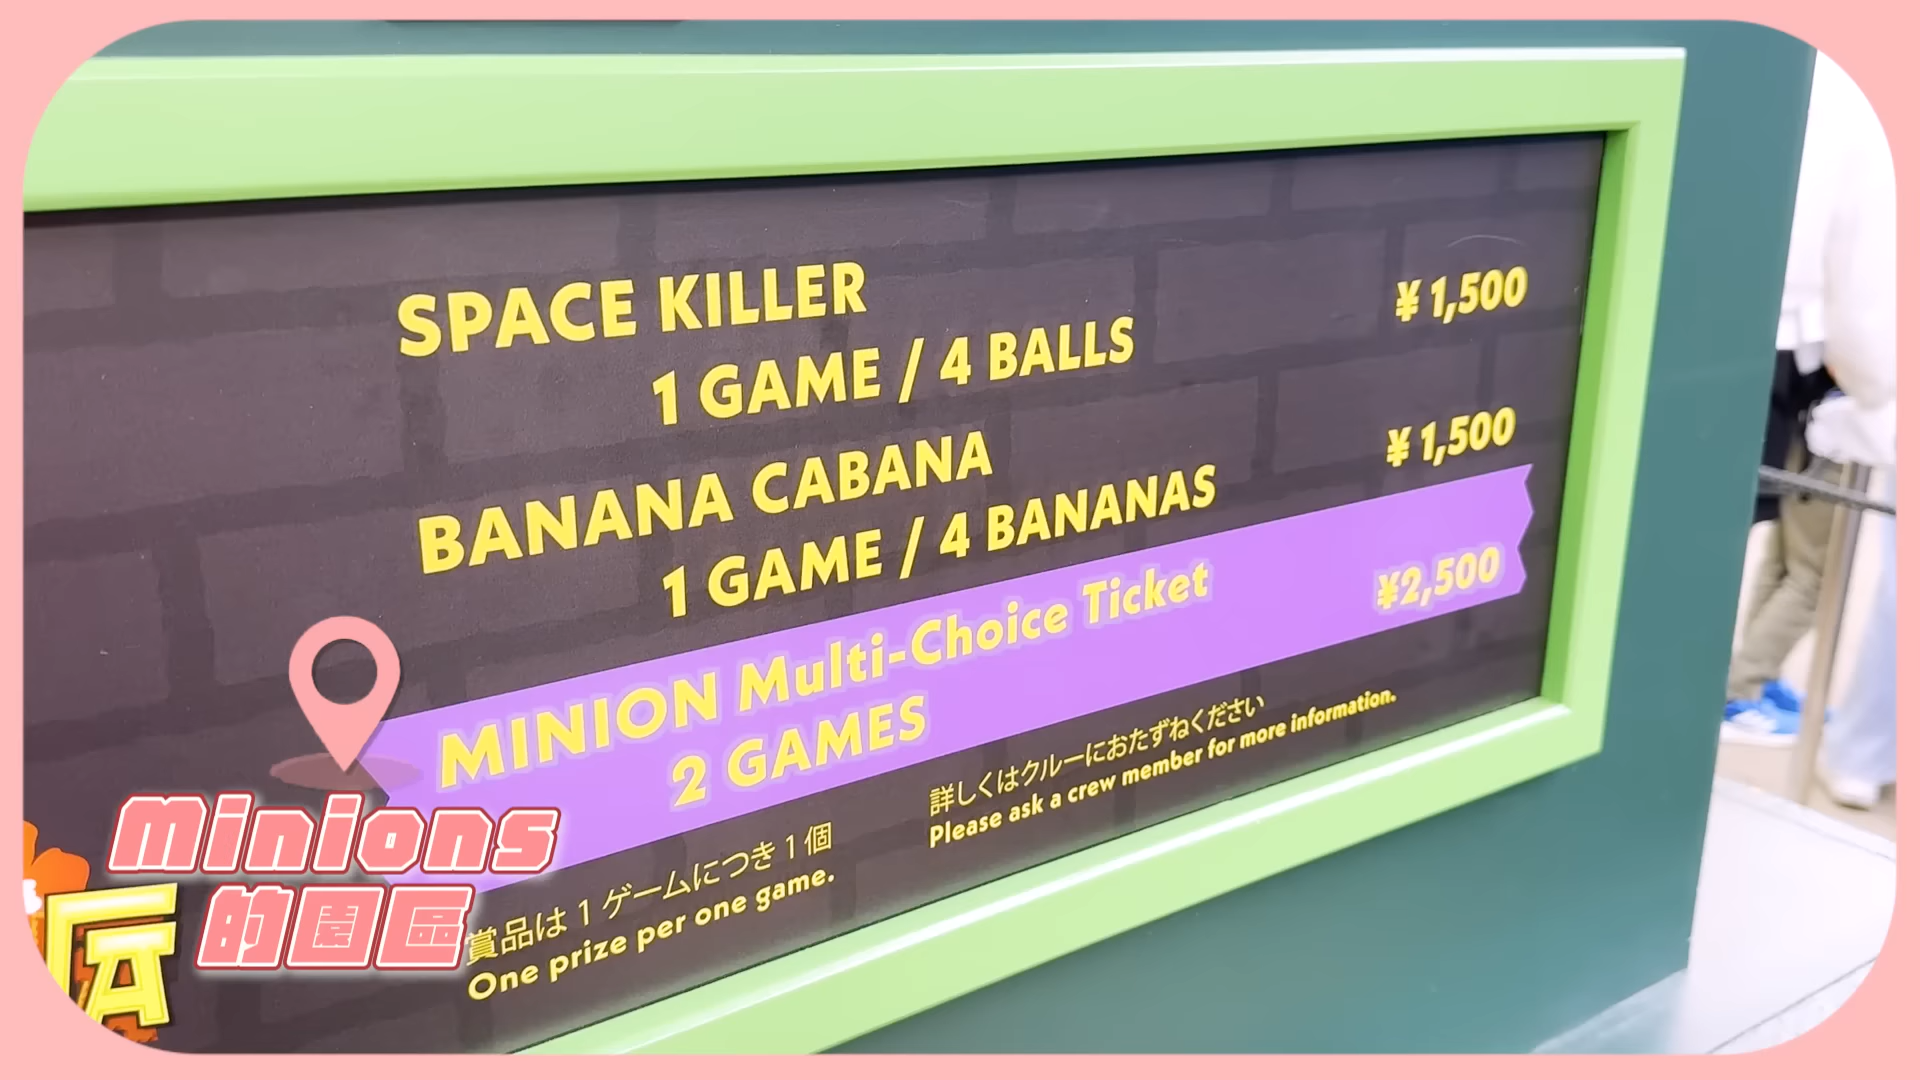 SPACE KILLER
¥ 1,500
1 GAME / 4 BALLS
BANANA CABANA
¥ 1,500
1 GAME / 4 BANANAS
MINION Multi-Choice Ticket
¥2,500
2 GAMES
賞品は1ゲームにつき1個
One prize per one game.
詳しくはクルーにおたずねください
Please ask a crew member for more information.
Minions
的園區